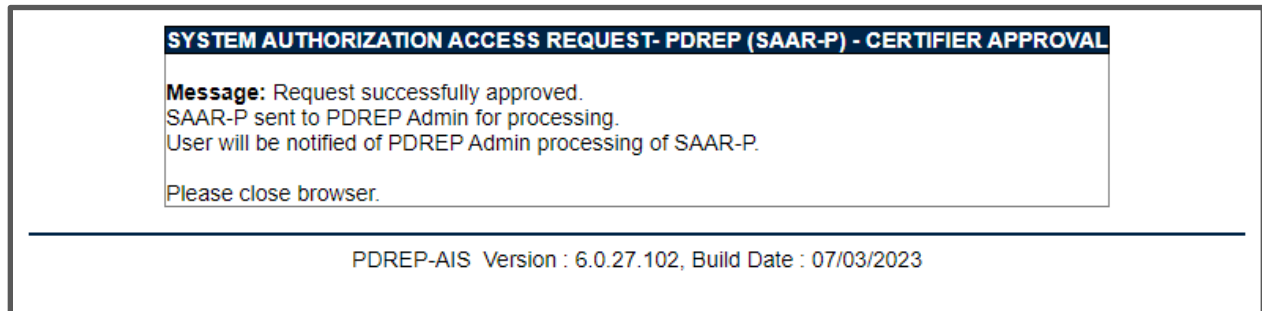 SYSTEM AUTHORIZATION ACCESS REQUEST- PDREP (SAAR-P) - CERTIFIER APPROVAL
Message: Request successfully approved.
SAAR-P sent to PDREP Admin for processing.
User will be notified of PDREP Admin processing of SAAR-P.
Please close browser.
PDREP-AIS Version : 6.0.27.102, Build Date : 07/03/2023